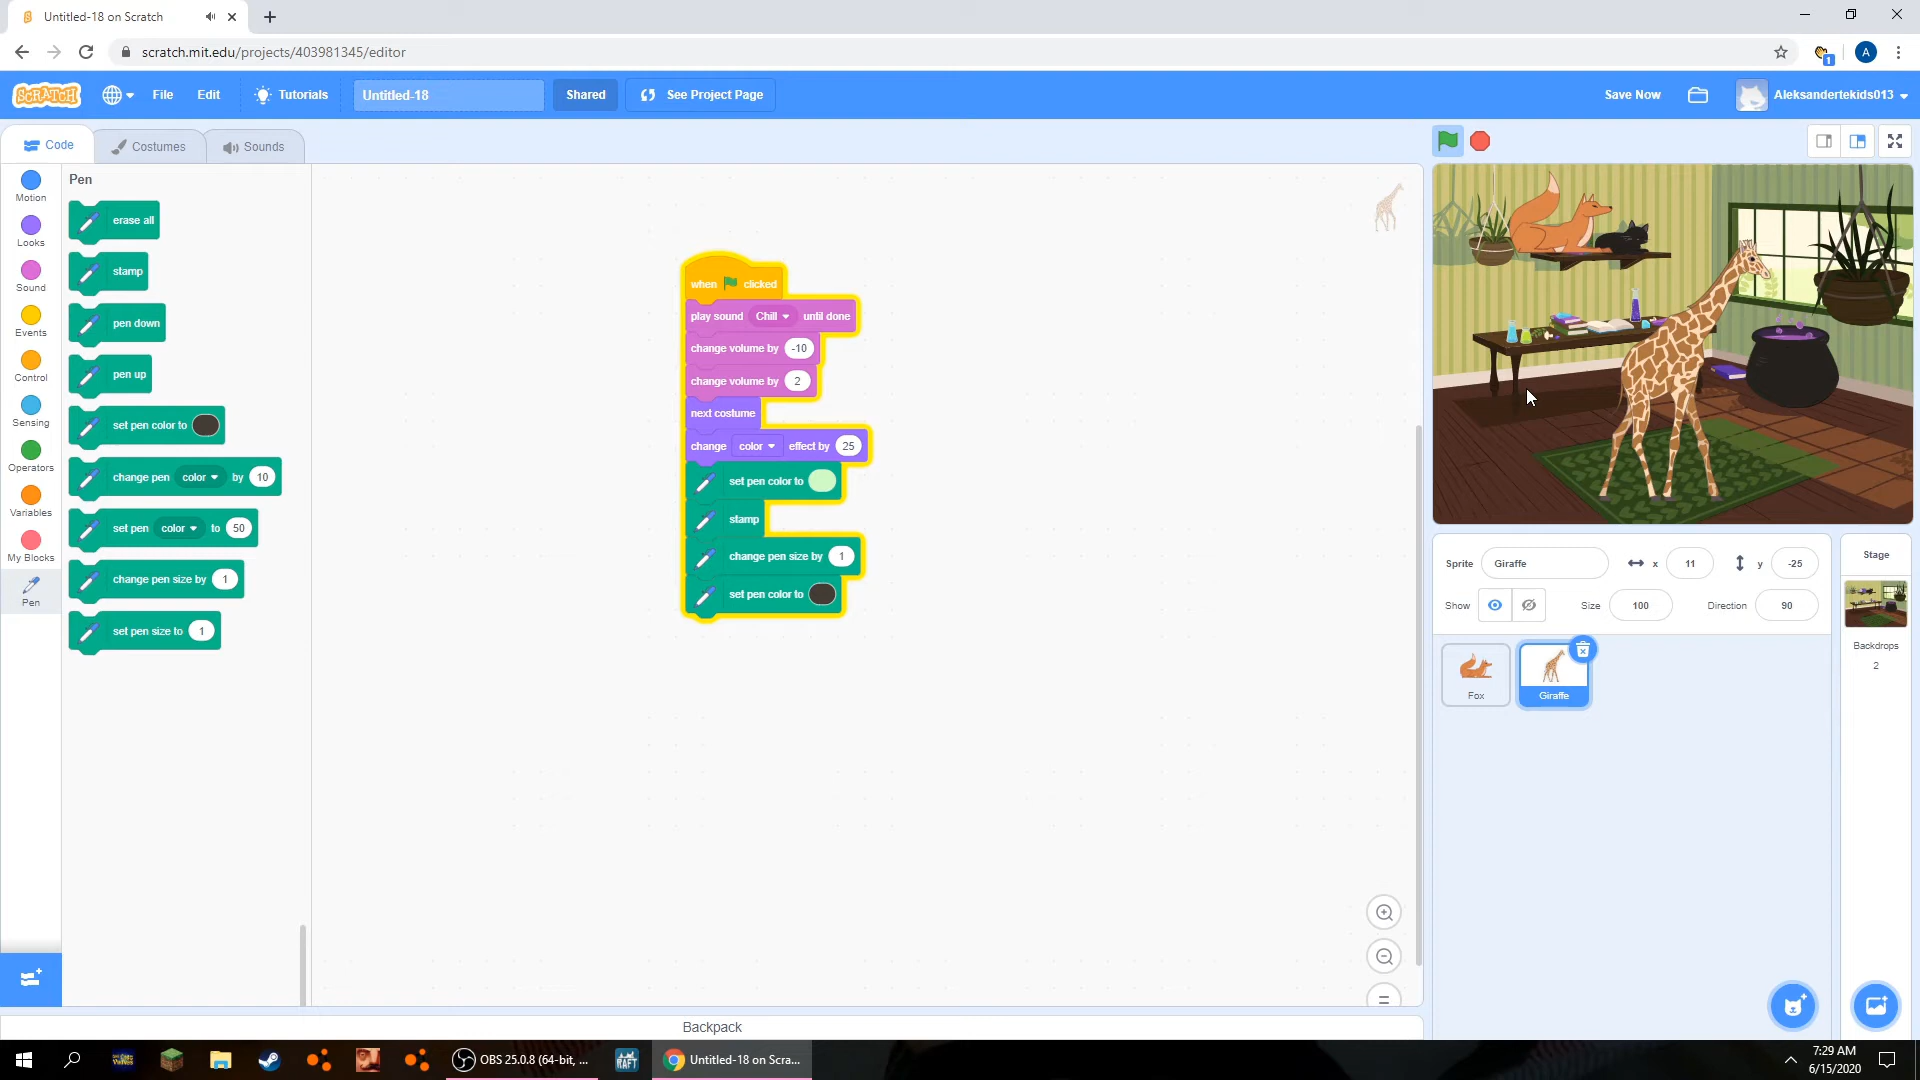 Untitled-18 on Scratch
scratch.mit.edu/projects/403981345/editor
A
1
SCRATCH
File
Edit
Tutorials
Untitled-18
Shared
See Project Page
Save Now
Aleksandertekids013
Code
Costumes
Sounds
Motion
Looks
Sound
Events
Control
Sensing
Operators
Variables
My Blocks
Pen
Pen
erase all
stamp
pen down
pen up
set pen color to
change pen color by 10
set pen color to 50
change pen size by 1
set pen size to 1
when clicked
play sound Chill until done
change volume by -10
change volume by 2
next costume
change color effect by 25
set pen color to
stamp
change pen size by 1
set pen color to
Sprite Giraffe x 11 y -25
Show Size 100 Direction 90
Fox
Giraffe
Stage
Backdrops
2
Backpack
OBS 25.0.8 (64-bit, ...
RAFT
Untitled-18 on Scra...
7:29 AM
6/15/2020